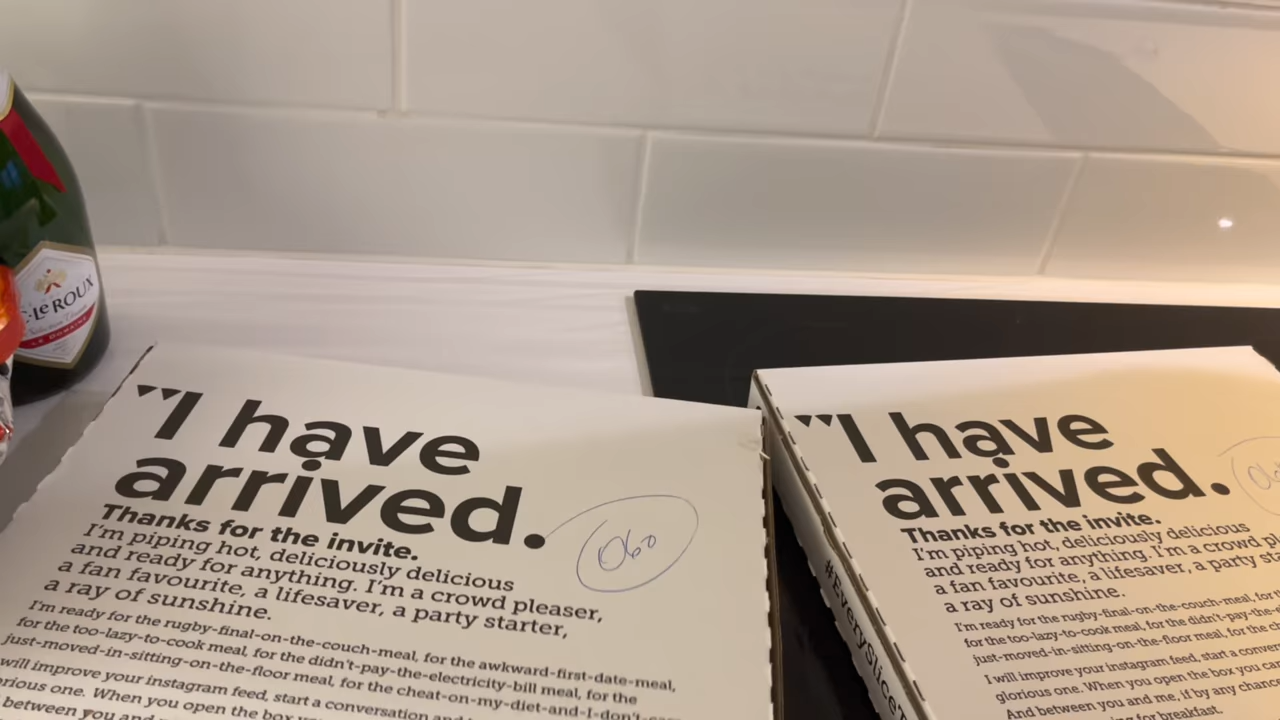 Le ROUX
"I have
arrived.
Thanks for the invite.
I'm piping hot, deliciously delicious
and ready for anything. I'm a crowd pleaser,
a fan favourite, a lifesaver, a party starter,
a ray of sunshine.
I'm ready for the rugby-final-on-the-couch-meal, for the awkward-first-date-meal,
for the too-lazy-to-cook meal, for the didn't-pay-the-electricity-bill meal, for the
just-moved-in-sitting-on-the-floor meal, for the cheat-on-my-diet-and-I-don't-
will improve your instagram feed, start a conversation and
When you open the box
between you and
060
"I have
arrived.
Thanks for the invite.
I'm piping hot, deliciously delicious
and ready for anything. I'm a crowd
a fan favourite, a lifesaver, a party
a ray of sunshine.
I'm ready for the rugby-final-on-the-couch-meal, for
for the too-lazy-to-cook meal, for the didn't-pay-the
just-moved-in-sitting-on-the-floor meal, for the
I will improve your instagram feed, start a
glorious one. When you open the box you can
And between you and me, if by any chance
for breakfast.
#EverySlice